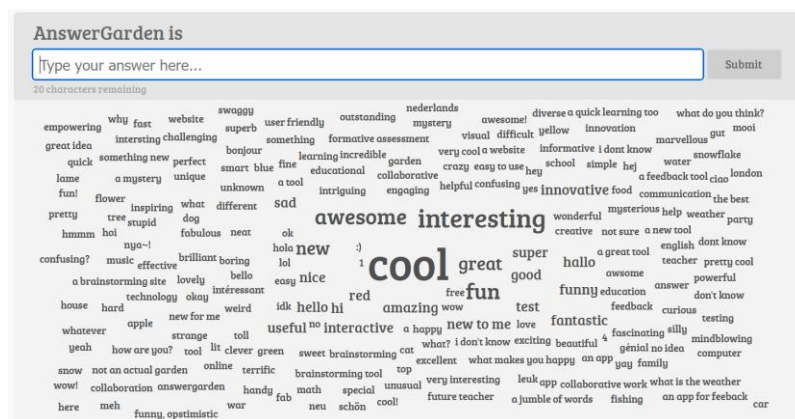 AnswerGarden is
Type your answer here...
Submit
20 characters remaining
swaggy nederlands
empowering why fast website superb user friendly outstanding mystery awesome! diverse a quick learning too what do you think?
great idea intersting challenging something formative assessment visual difficult yellow innovation marvellous gut mooi
quick something new perfect bonjour learning incredible garden very cool a website informative i dont know snowflake
lame a mystery unique smart blue fine educational collaborative crazy easy to use hey school simple hej water a feedback tool ciao london
fun! flower unknown a tool intriguing engaging helpful confusing yes innovative food communication the best
pretty tree inspiring what different sad awesome interesting wonderful mysterious help weather party
stupid dog
hmmm hoi fabulous neat ok creative not sure a new tool
nya~! hola new :) cool great super hallo a great tool english dont know
confusing? music effective brilliant boring lol 1 good awsome teacher pretty cool
a brainstorming site lovely bello easy nice powerful
technology okay intéressant red free fun funny education answer don't know
house hard new for me weird idk hello hi amazing wow test feedback curious
whatever apple strange toll useful no interactive a happy new to me love fantastic testing
yeah how are you? tool lit clever green sweet brainstorming cat what? i don't know exciting beautiful 4 fascinating silly mindblowing
génial no idea computer
snow not an actual garden online terrific brainstorming tool top excellent what makes you happy an app yay family
wow! collaboration answergarden handy fab math special unusual very interesting leuk app collaborative work what is the weather
here meh funny, opstimistic war neu schön cool! future teacher a jumble of words fishing an app for feeback car